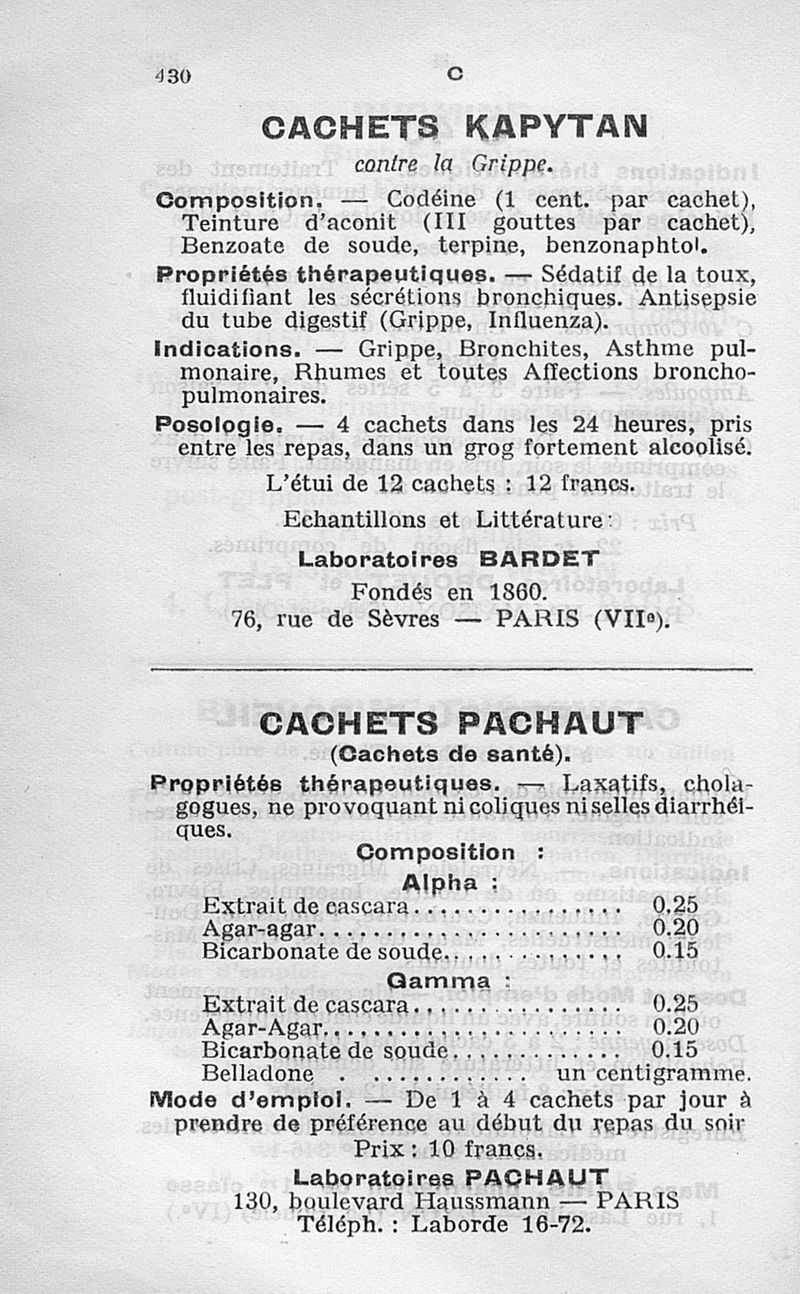 430
C
CACHETS KAPYTAN
contre la Grippe.
Composition. — Codéine (1 cent. par cachet),
Teinture d'aconit (III gouttes par cachet),
Benzoate de soude, terpine, benzonaphtol.
Propriétés thérapeutiques. — Sédatif de la toux,
fluidifiant les sécrétions bronchiques. Antisepsie
du tube digestif (Grippe, Influenza).
Indications. — Grippe, Bronchites, Asthme pul-
monaire, Rhumes et toutes Affections broncho-
pulmonaires.
Posologie. — 4 cachets dans les 24 heures, pris
entre les repas, dans un grog fortement alcoolisé.
L'étui de 12 cachets : 12 francs.
Echantillons et Littérature :
Laboratoires BARDET
Fondés en 1860.
76, rue de Sèvres — PARIS (VIIe).
CACHETS PACHAUT
(Cachets de santé).
Propriétés thérapeutiques. — Laxatifs, chola-
gogues, ne provoquant ni coliques ni selles diarrhéi-
ques.
Composition :
Alpha :
Extrait de cascara................ 0.25
Agar-agar....................... 0.20
Bicarbonate de soude.............. 0.15
Gamma :
Extrait de cascara................ 0.25
Agar-Agar....................... 0.20
Bicarbonate de soude............. 0.15
Belladone . ............ un centigramme.
Mode d'emploi. — De 1 à 4 cachets par jour à
prendre de préférence au début du repas du soir
Prix : 10 francs.
Laboratoires PACHAUT
130, boulevard Haussmann — PARIS
Téléph. : Laborde 16-72.